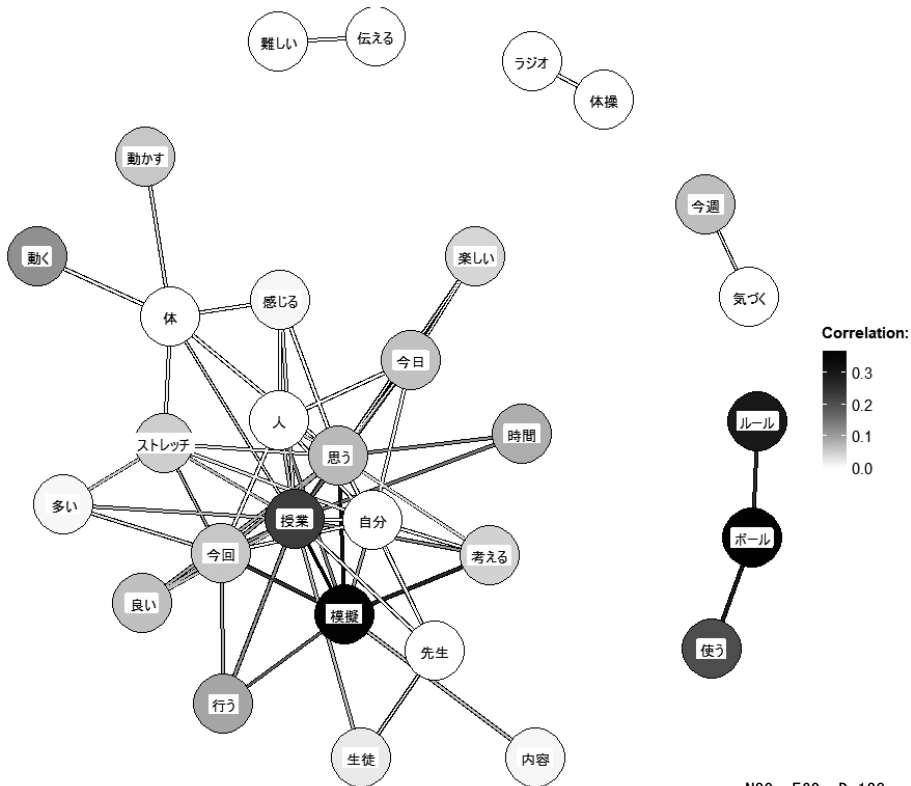 難しい
伝える
ラジオ
体操
動かす
今週
動く
楽しい
気づく
感じる
体
Correlation:
今日
0.3
0.2
0.1
0.0
人
ルール
時間
ストレッチ
思う
多い
授業
自分
ボール
今回
考える
良い
模擬
使う
先生
行う
生徒
内容